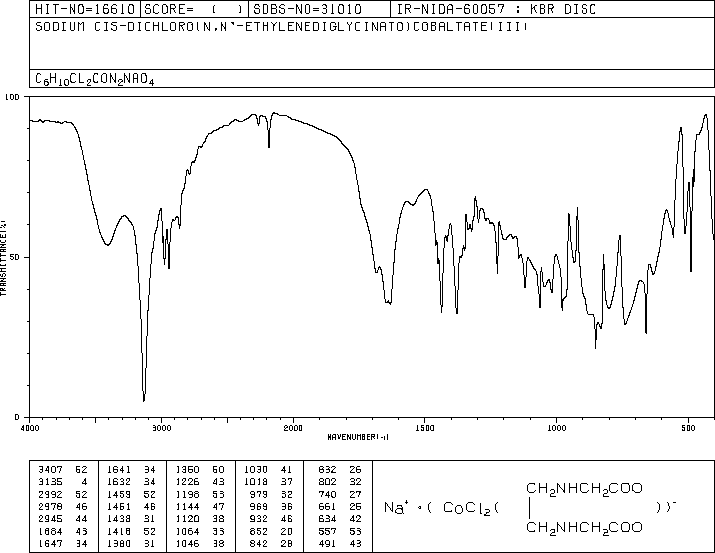 HIT-NO=16610 SCORE= ( ) SDBS-NO=31010 IR-NIDA-60057 : KBR DISC
SODIUM CIS-DICHLORO(N,N'-ETHYLENEDIGLYCINATO)COBALTATE(III)
C6H10CL2CON2NAO4
100
TRANSMITTANCE(%)
50
0
4000 3000 2000 1500 1000 500
WAVENUMBER(-1)
3407 52 1641 34 1360 60 1030 41 832 26
3135 4 1632 34 1226 43 1018 37 802 32
2992 52 1459 52 1198 53 979 32 740 27
2978 46 1451 46 1144 47 969 36 661 25
2945 44 1438 31 1120 38 932 46 634 42
1684 43 1418 52 1064 33 852 20 557 53
1647 34 1380 31 1046 38 842 28 491 43
CH2NHCH2COO
Na+ · ( CoCl2( ))-
CH2NHCH2COO